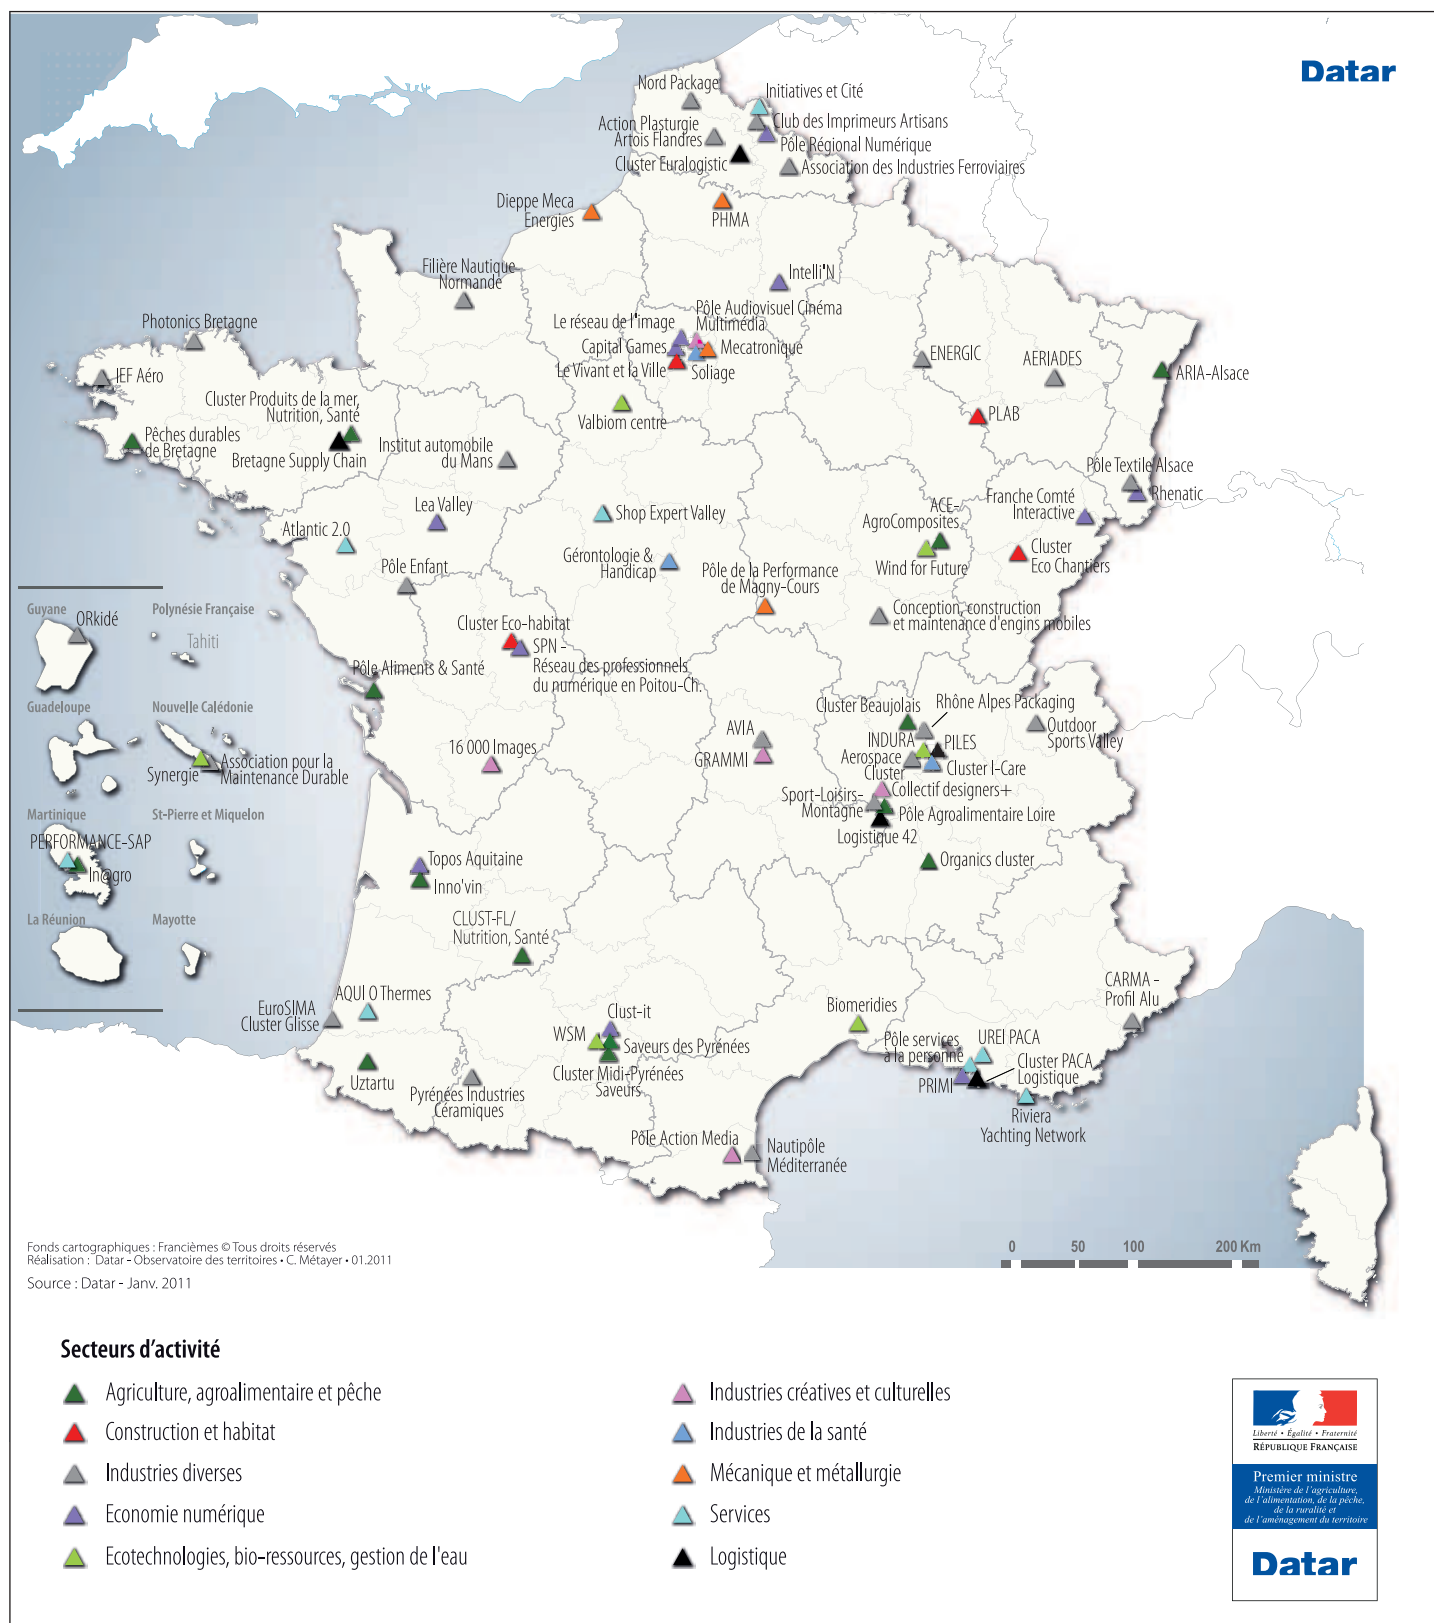 Datar
Nord Package
Initiatives et Cité
Action Plasturgie
Artois Flandres
Club des Imprimeurs Artisans
Pôle Régional Numérique
Cluster Euralogistic
Association des Industries Ferroviaires
Dieppe Meca
Energies
PHMA
Filière Nautique
Normande
Intelli'N
Pôle Audiovisuel Cinéma
Multimédia
Le réseau de l'image
Capital Games
Mecatronique
Le Vivant et la Ville
Soliage
Photonics Bretagne
IEF Aéro
ENERGIC
AERIADES
ARIA-Alsace
Cluster Produits de la mer,
Nutrition, Santé
Valbiom centre
PLAB
Pêches durables
de Bretagne
Bretagne Supply Chain
Institut automobile
du Mans
Pôle Textile Alsace
Rhenatic
Franche Comté
Interactive
Lea Valley
Shop Expert Valley
ACE-
AgroComposites
Atlantic 2.0
Wind for Future
Cluster
Eco Chantiers
Gérontologie &
Handicap
Pôle Enfant
Pôle de la Performance
de Magny-Cours
Conception, construction
et maintenance d'engins mobiles
Guyane
ORkidé
Polynésie Française
Tahiti
Cluster Eco-habitat
SPN -
Réseau des professionnels
du numérique en Poitou-Ch.
Pôle Aliments & Santé
Guadeloupe
Nouvelle Calédonie
Synergie
Association pour la
Maintenance Durable
Cluster Beaujolais
Rhône Alpes Packaging
Outdoor
Sports Valley
AVIA
GRAMMI
16 000 Images
INDURA
PILES
Aerospace
Cluster
Cluster I-Care
Collectif designers+
Sport-Loisirs-
Montagne
Pôle Agroalimentaire Loire
Logistique 42
Martinique
St-Pierre et Miquelon
PERFORMANCE-SAP
In@gro
Topos Aquitaine
Inno'vin
Organics cluster
La Réunion
Mayotte
CLUST-FL/
Nutrition, Santé
AQUI O Thermes
EuroSIMA
Cluster Glisse
Clust-it
WSM
Saveurs des Pyrénées
Cluster Midi-Pyrénées
Saveurs
Biomeridies
CARMA -
Profil Alu
Pôle services
à la personne
UREI PACA
Cluster PACA
Logistique
PRIMI
Riviera
Yachting Network
Uztartu
Pyrénées Industries
Céramiques
Pôle Action Media
Nautipôle
Méditerranée
Fonds cartographiques : Francièmes © Tous droits réservés
Réalisation : Datar - Observatoire des territoires • C. Métayer • 01.2011
Source : Datar - Janv. 2011
0 50 100 200 Km
Secteurs d'activité
Agriculture, agroalimentaire et pêche
Construction et habitat
Industries diverses
Economie numérique
Ecotechnologies, bio-ressources, gestion de l'eau
Industries créatives et culturelles
Industries de la santé
Mécanique et métallurgie
Services
Logistique
Liberté • Égalité • Fraternité
RÉPUBLIQUE FRANÇAISE
Premier ministre
Ministère de l'agriculture,
de l'alimentation, de la pêche,
de la ruralité et
de l'aménagement du territoire
Datar